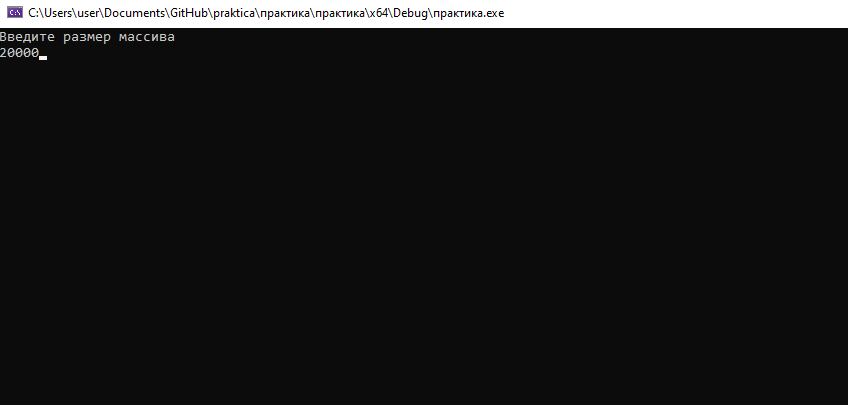 C:\Users\user\Documents\GitHub\praktica\практика\практика\x64\Debug\практика.exe
Введите размер массива
20000